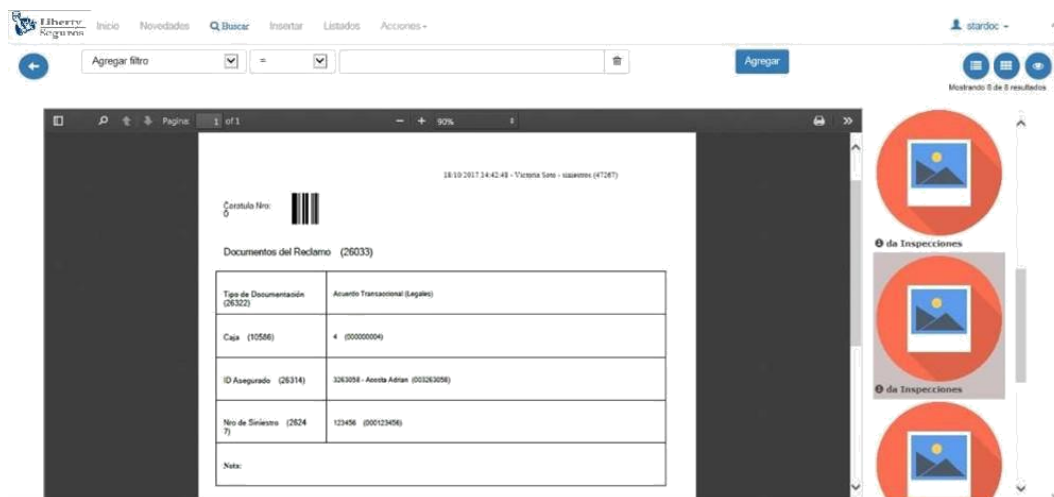 Liberty Seguros
Inicio Novedades Buscar Insertar Listados Acciones
stardoc
Agregar filtro = Agregar
Mostrando 8 de 8 resultados
Pagina: 1 of 1 − + 90%
18/10/2017 14:42:48 - Victoria Soto - siniestros (47267)
Caratula Nro:
0
Documentos del Reclamo (26033)
Tipo de Documentación (26322) Acuerdo Transaccional (Legales)
Caja (10586) 4 (000000004)
ID Asegurado (26314) 3263058 - Acosta Adrian (003263058)
Nro de Siniestro (26247) 123456 (000123456)
Nota:
da Inspecciones
da Inspecciones